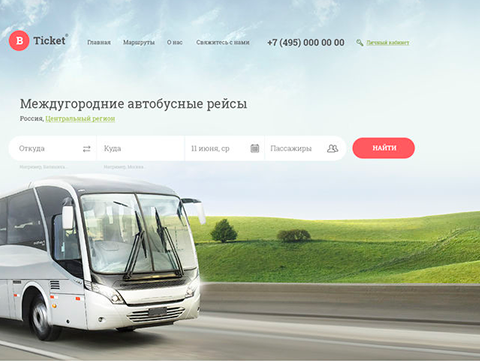 B Ticket
Главная Маршруты О нас Свяжитесь с нами +7 (495) 000 00 00 Личный кабинет
Междугородние автобусные рейсы
Россия, Центральный регион
Откуда Куда 11 июня, ср Пассажиры НАЙТИ